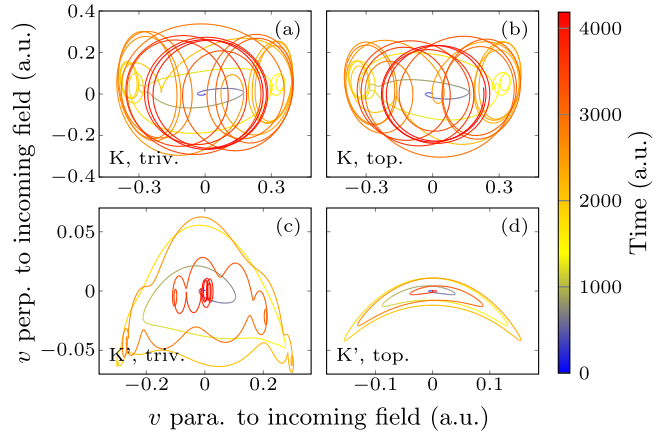 (a)
(b)
0.4
0.2
0
−0.2
−0.4
K, triv.
K, top.
−0.3
0
0.3
−0.3
0
0.3
(c)
(d)
0.05
0
−0.05
K', triv.
K', top.
−0.2
0
0.2
−0.1
0
0.1
v para. to incoming field (a.u.)
v perp. to incoming field (a.u.)
4000
3000
2000
1000
0
Time (a.u.)